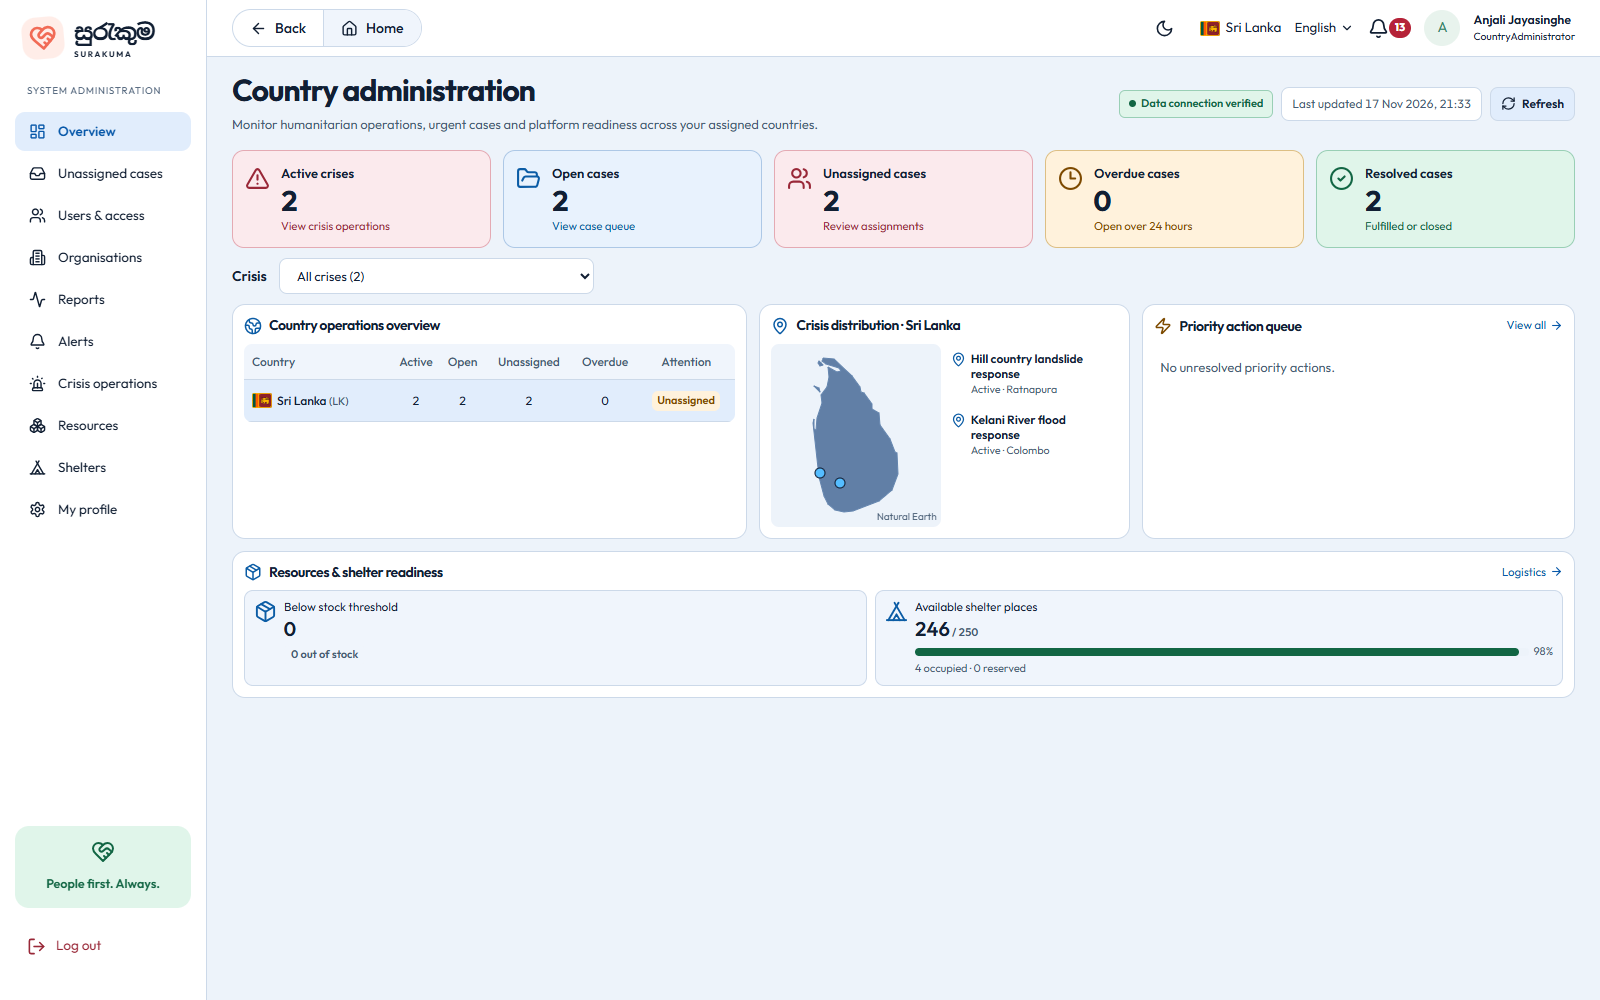 සුරැකුම
SURAKUMA
SYSTEM ADMINISTRATION
Overview
Unassigned cases
Users & access
Organisations
Reports
Alerts
Crisis operations
Resources
Shelters
My profile
People first. Always.
Log out
Back
Home
Sri Lanka
English
13
A
Anjali Jayasinghe
CountryAdministrator
Country administration
Monitor humanitarian operations, urgent cases and platform readiness across your assigned countries.
Data connection verified
Last updated 17 Nov 2026, 21:33
Refresh
Active crises
2
View crisis operations
Open cases
2
View case queue
Unassigned cases
2
Review assignments
Overdue cases
0
Open over 24 hours
Resolved cases
2
Fulfilled or closed
Crisis
All crises (2)
Country operations overview
Country Active Open Unassigned Overdue Attention
Sri Lanka (LK) 2 2 2 0 Unassigned
Crisis distribution · Sri Lanka
Natural Earth
Hill country landslide
response
Active · Ratnapura
Kelani River flood
response
Active · Colombo
Priority action queue
View all
No unresolved priority actions.
Resources & shelter readiness
Logistics
Below stock threshold
0
0 out of stock
Available shelter places
246 / 250
98%
4 occupied · 0 reserved